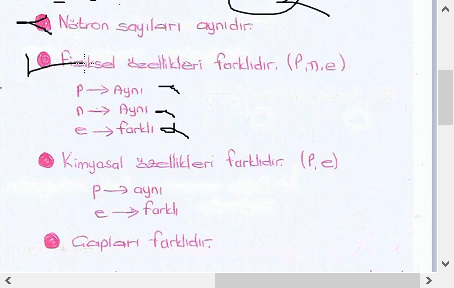 Nötron sayıları aynıdır.
Fiziksel özellikleri farklıdır. (P,n,e)
P → Aynı
n → Aynı
e → farklı
Kimyasal özellikleri farklıdır. (P,e)
P → aynı
e → farklı
Çapları farklıdır.